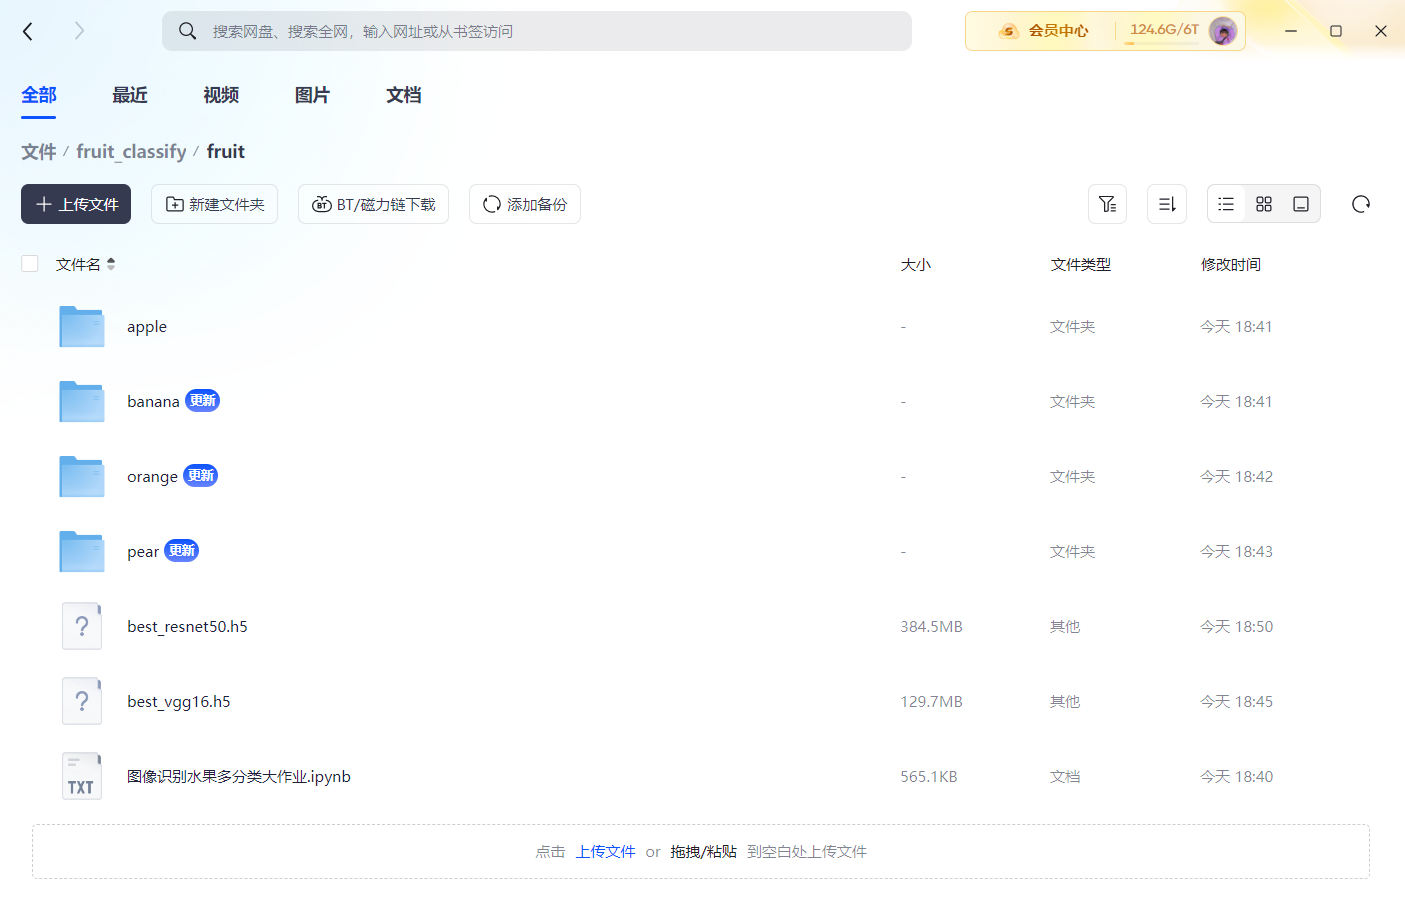 搜索网盘、搜索全网，输入网址或从书签访问
会员中心 124.6G/6T
全部 最近 视频 图片 文档
文件 / fruit_classify / fruit
上传文件 新建文件夹 BT BT/磁力链下载 添加备份
文件名 大小 文件类型 修改时间
apple - 文件夹 今天 18:41
banana 更新 - 文件夹 今天 18:41
orange 更新 - 文件夹 今天 18:42
pear 更新 - 文件夹 今天 18:43
? best_resnet50.h5 384.5MB 其他 今天 18:50
? best_vgg16.h5 129.7MB 其他 今天 18:45
TXT 图像识别水果多分类大作业.ipynb 565.1KB 文档 今天 18:40
点击 上传文件 or 拖拽/粘贴 到空白处上传文件